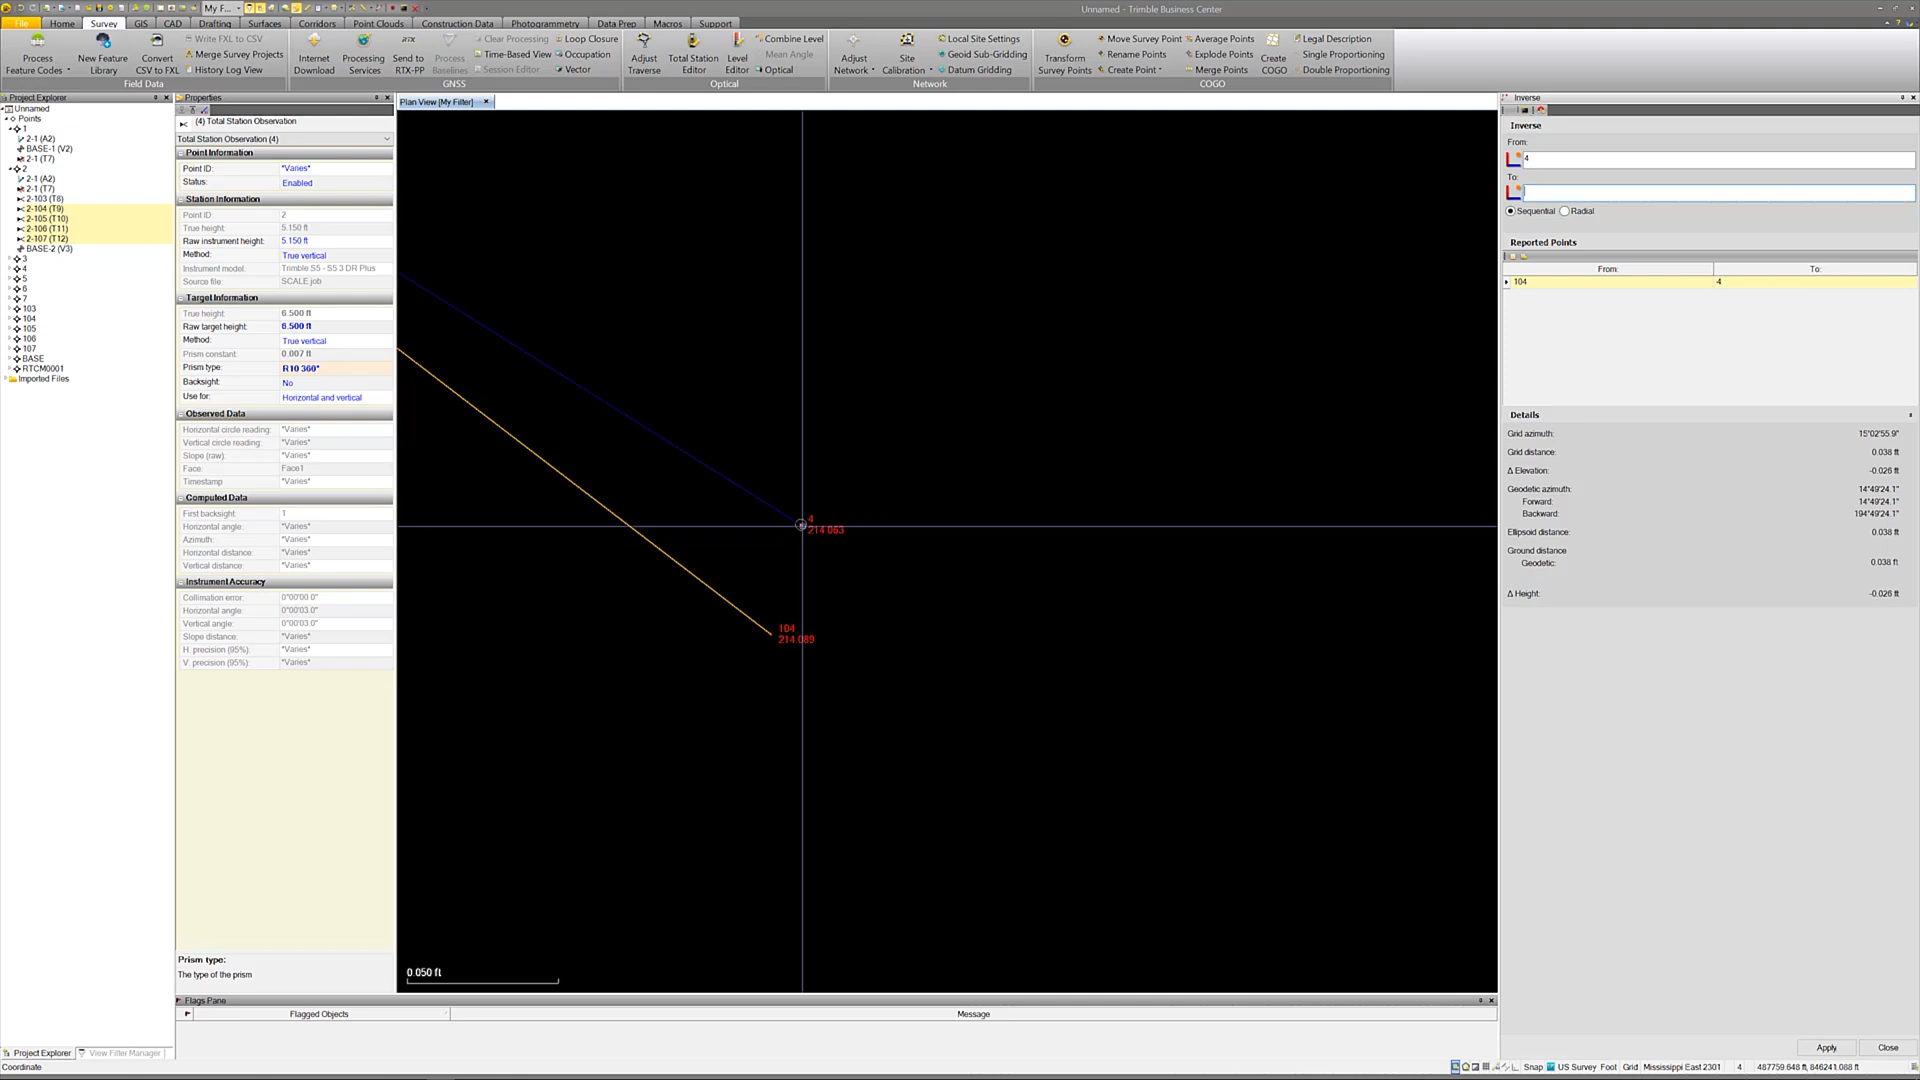 My F...
Unnamed - Trimble Business Center
File Home Survey GIS CAD Drafting Surfaces Corridors Point Clouds Construction Data Photogrammetry Data Prep Macros Support
Process Feature Codes
New Feature Library
Convert CSV to FXL
Write FXL to CSV
Merge Survey Projects
History Log View
Field Data
Internet Download
Processing Services
RTX
Send to RTX-PP
Process Baselines
Clear Processing
Time-Based View
Session Editor
Loop Closure
Occupation
Vector
GNSS
Adjust Traverse
Total Station Editor
Level Editor
Combine Level
Mean Angle
Optical
Optical
Adjust Network
Site Calibration
Local Site Settings
Geoid Sub-Gridding
Datum Gridding
Network
Transform Survey Points
Move Survey Point
Rename Points
Create Point
Average Points
Explode Points
Merge Points
Create COGO
Legal Description
Single Proportioning
Double Proportioning
COGO
Project Explorer
Unnamed
Points
1
2-1 (A2)
BASE-1 (V2)
2-1 (T7)
2
2-1 (A2)
2-1 (T7)
2-103 (T8)
2-104 (T9)
2-105 (T10)
2-106 (T11)
2-107 (T12)
BASE-2 (V3)
3
4
5
6
7
103
104
105
106
107
BASE
RTCM0001
Imported Files
Properties
(4) Total Station Observation
Total Station Observation (4)
Point Information
Point ID: *Varies*
Status: Enabled
Station Information
Point ID: 2
True height: 5.150 ft
Raw instrument height: 5.150 ft
Method: True vertical
Instrument model: Trimble S5 - S5 3 DR Plus
Source file: SCALE.job
Target Information
True height: 6.500 ft
Raw target height: 6.500 ft
Method: True vertical
Prism constant: 0.007 ft
Prism type: R10 360°
Backsight: No
Use for: Horizontal and vertical
Observed Data
Horizontal circle reading: *Varies*
Vertical circle reading: *Varies*
Slope (raw): *Varies*
Face: Face1
Timestamp *Varies*
Computed Data
First backsight: 1
Horizontal angle: *Varies*
Azimuth: *Varies*
Horizontal distance: *Varies*
Vertical distance: *Varies*
Instrument Accuracy
Collimation error: 0°00'00.0"
Horizontal angle: 0°00'03.0"
Vertical angle: 0°00'03.0"
Slope distance: *Varies*
H. precision (95%): *Varies*
V. precision (95%): *Varies*
Prism type:
The type of the prism
Plan View [My Filter]
4
214.063
104
214.089
0.050 ft
Flags Pane
Flagged Objects Message
Inverse
Inverse
From:
4
To:
Sequential Radial
Reported Points
From: To:
104 4
Details
Grid azimuth: 15°02'55.9"
Grid distance: 0.038 ft
Δ Elevation: -0.026 ft
Geodetic azimuth: 14°49'24.1"
Forward: 14°49'24.1"
Backward: 194°49'24.1"
Ellipsoid distance: 0.038 ft
Ground distance
Geodetic: 0.038 ft
Δ Height: -0.026 ft
Apply Close
Project Explorer View Filter Manager
Coordinate
Snap US Survey Foot Grid Mississippi East 2301 4 487759.648 ft, 846241.088 ft